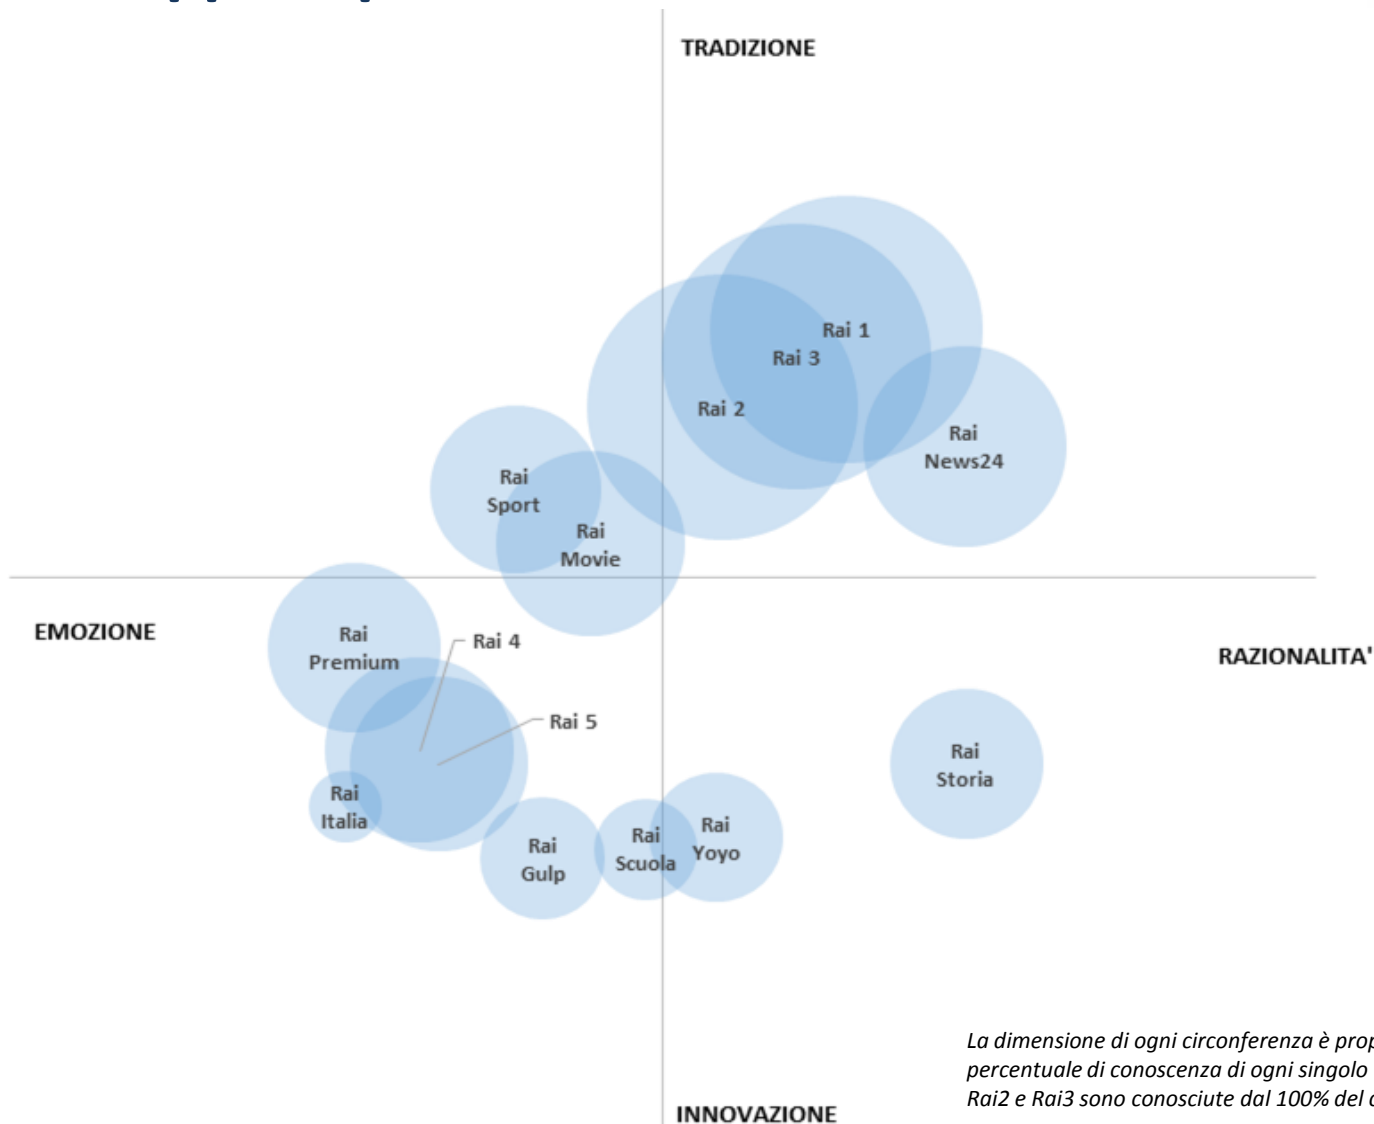 TRADIZIONE
Rai 1
Rai 3
Rai 2
Rai
News24
Rai
Sport
Rai
Movie
EMOZIONE
Rai
Premium
Rai 4
RAZIONALITA'
Rai 5
Rai
Storia
Rai
Italia
Rai
Gulp
Rai
Scuola
Rai
Yoyo
La dimensione di ogni circonferenza è
percentuale di conoscenza di ogni singolo
Rai2 e Rai3 sono conosciute dal 100% del
INNOVAZIONE